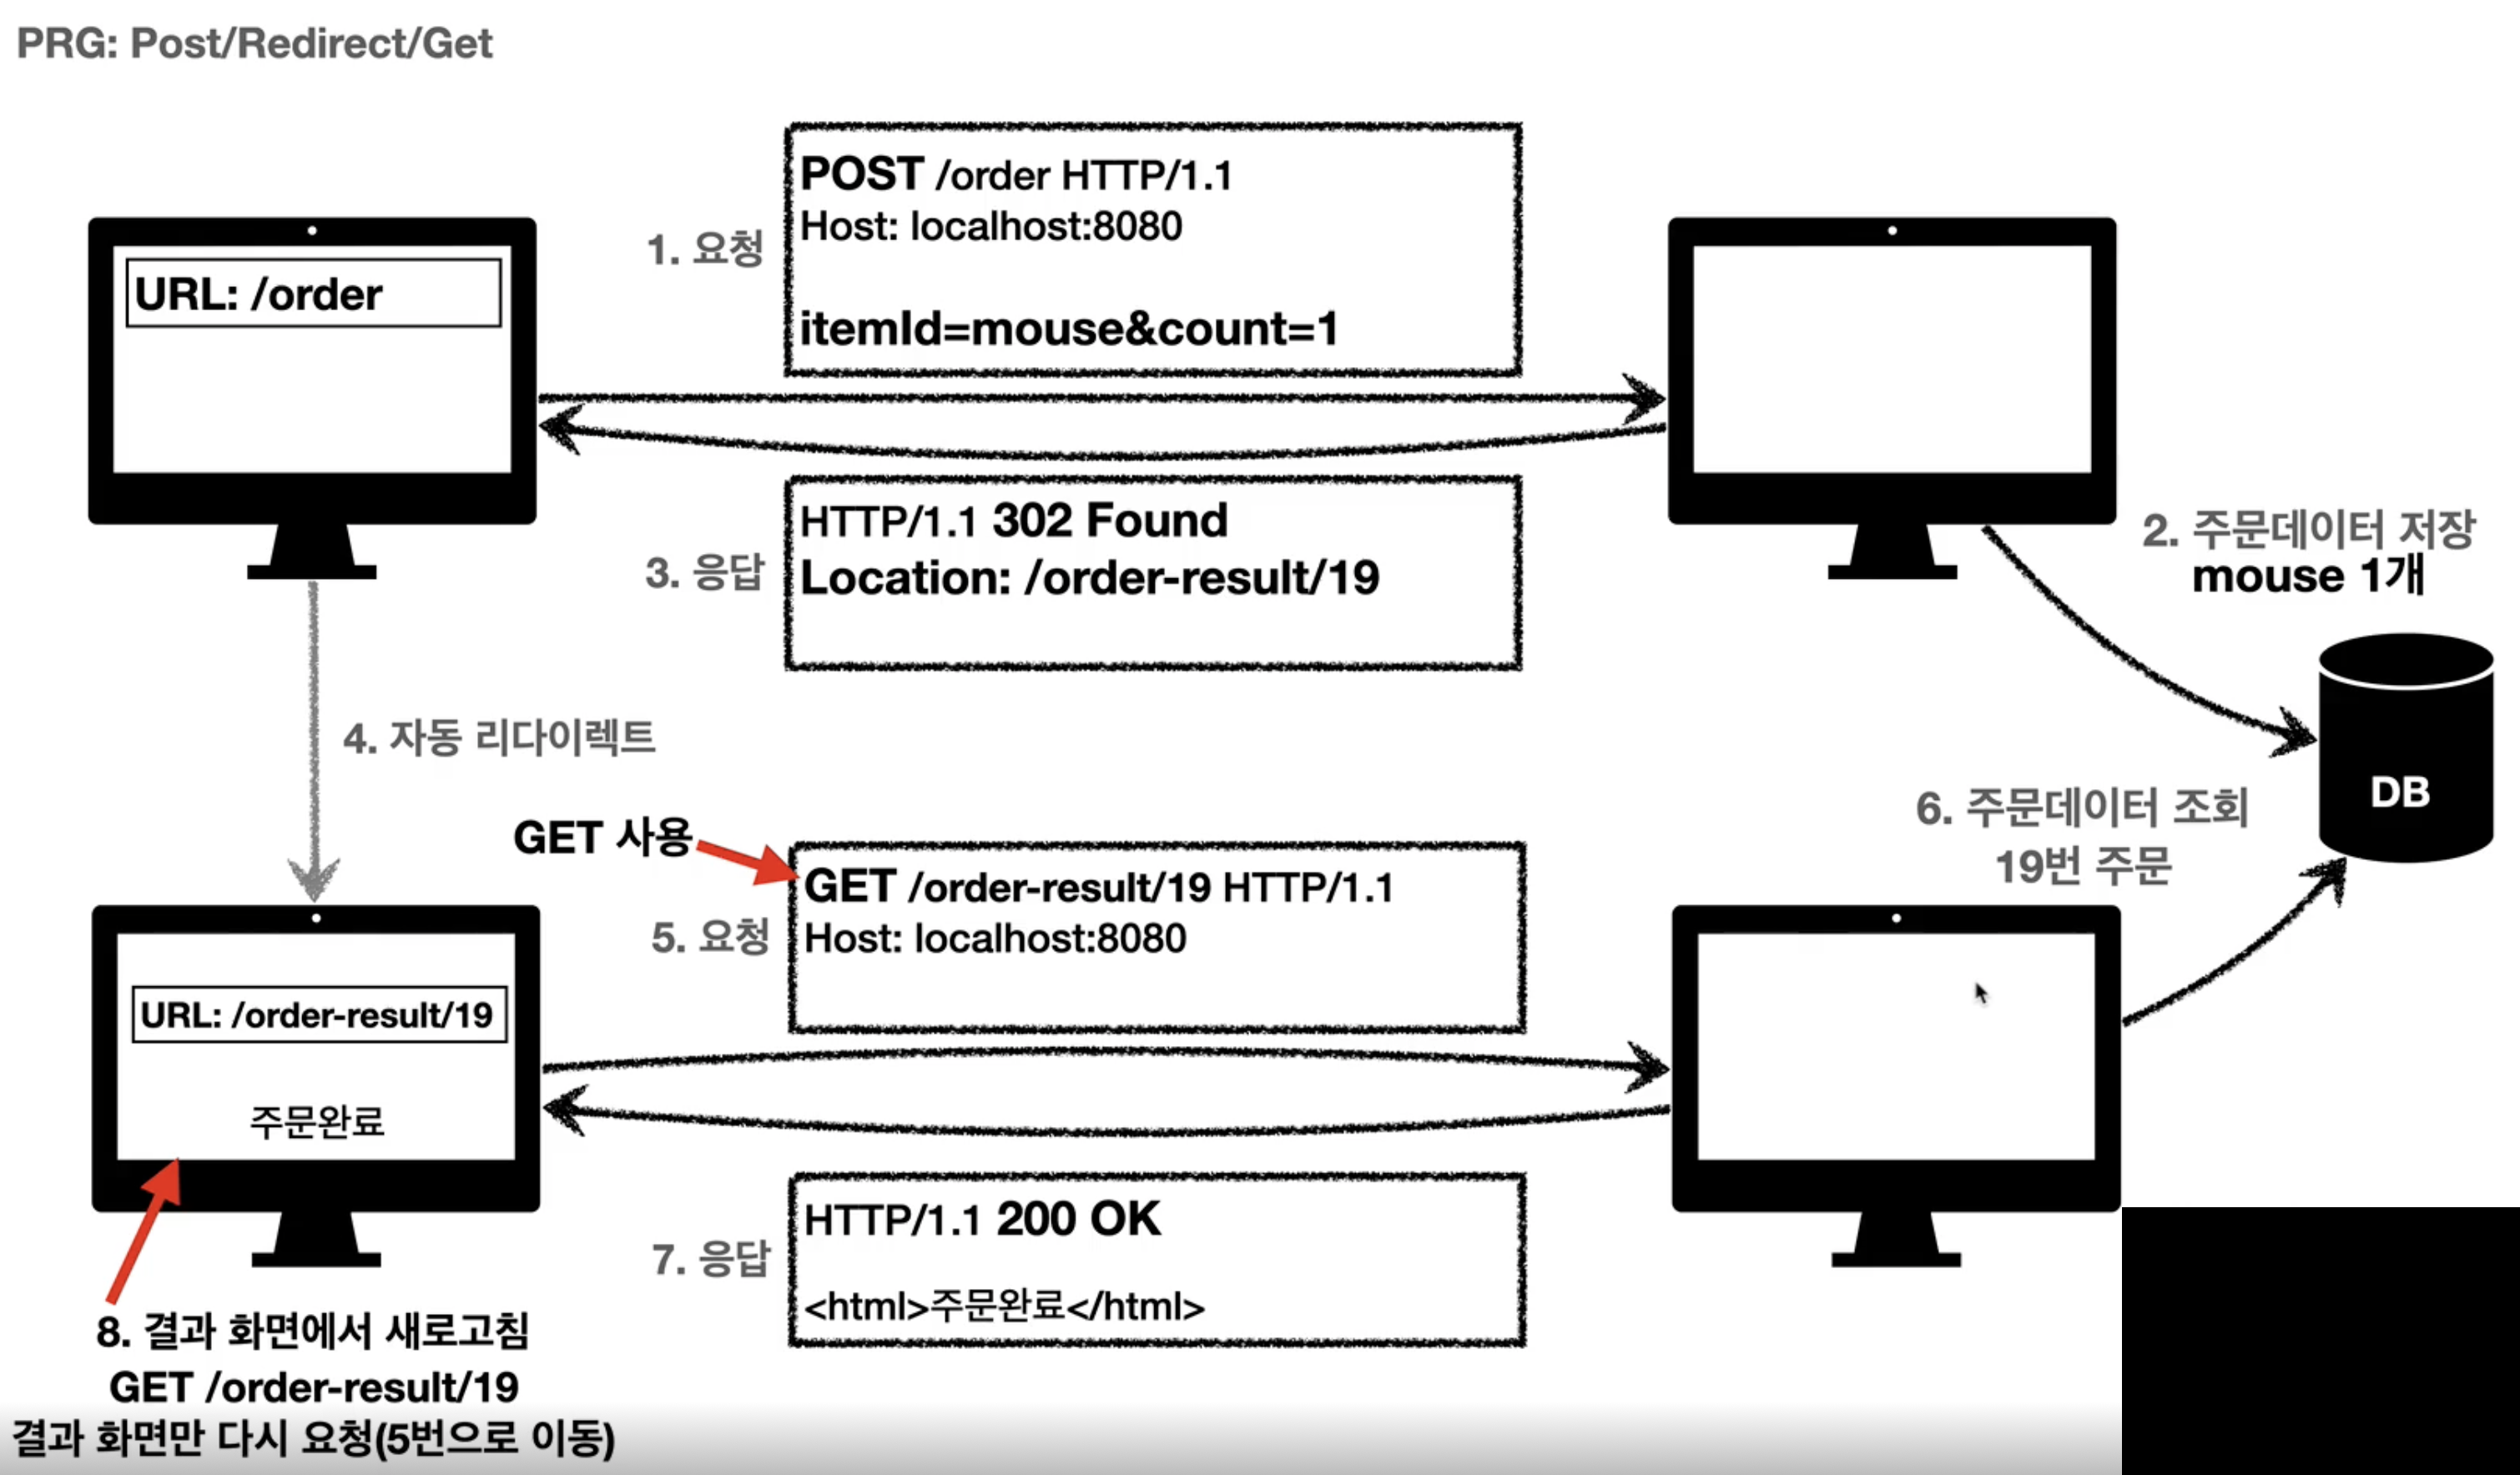 PRG: Post/Redirect/Get
1. 요청
POST /order HTTP/1.1
Host: localhost:8080
itemId=mouse&count=1
URL: /order
3. 응답
HTTP/1.1 302 Found
Location: /order-result/19
2. 주문데이터 저장
mouse 1개
4. 자동 리다이렉트
DB
GET 사용
5. 요청
GET /order-result/19 HTTP/1.1
Host: localhost:8080
6. 주문데이터 조회
19번 주문
URL: /order-result/19
주문완료
7. 응답
HTTP/1.1 200 OK
<html>주문완료</html>
8. 결과 화면에서 새로고침
GET /order-result/19
결과 화면만 다시 요청(5번으로 이동)